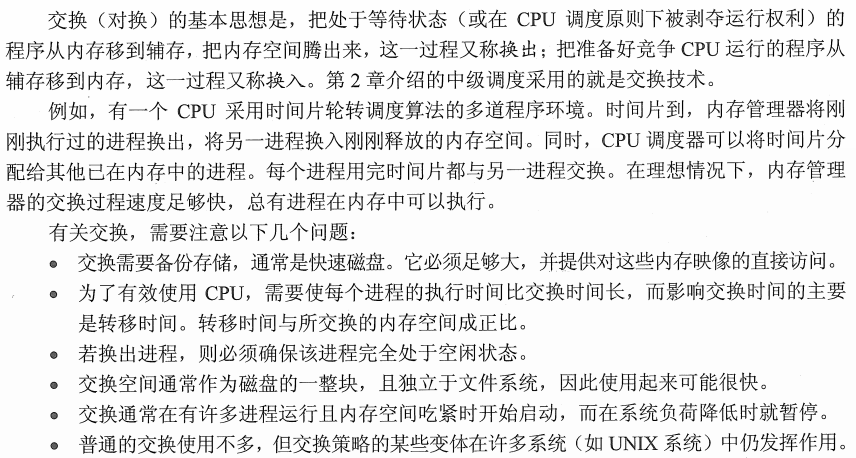 交换（对换）的基本思想是，把处于等待状态（或在 CPU 调度原则下被剥夺运行权利）的
程序从内存移到辅存，把内存空间腾出来，这一过程又称换出；把准备好竞争 CPU 运行的程序从
辅存移到内存，这一过程又称换入。第 2 章介绍的中级调度采用的就是交换技术。
例如，有一个 CPU 采用时间片轮转调度算法的多道程序环境。时间片到，内存管理器将刚
刚执行过的进程换出，将另一进程换入刚刚释放的内存空间。同时，CPU 调度器可以将时间片分
配给其他已在内存中的进程。每个进程用完时间片都与另一进程交换。在理想情况下，内存管理
器的交换过程速度足够快，总有进程在内存中可以执行。
有关交换，需要注意以下几个问题：
● 交换需要备份存储，通常是快速磁盘。它必须足够大，并提供对这些内存映像的直接访问。
● 为了有效使用 CPU，需要使每个进程的执行时间比交换时间长，而影响交换时间的主要
是转移时间。转移时间与所交换的内存空间成正比。
● 若换出进程，则必须确保该进程完全处于空闲状态。
● 交换空间通常作为磁盘的一整块，且独立于文件系统，因此使用起来可能很快。
● 交换通常在有许多进程运行且内存空间吃紧时开始启动，而在系统负荷降低时就暂停。
● 普通的交换使用不多，但交换策略的某些变体在许多系统（如 UNIX 系统）中仍发挥作用。